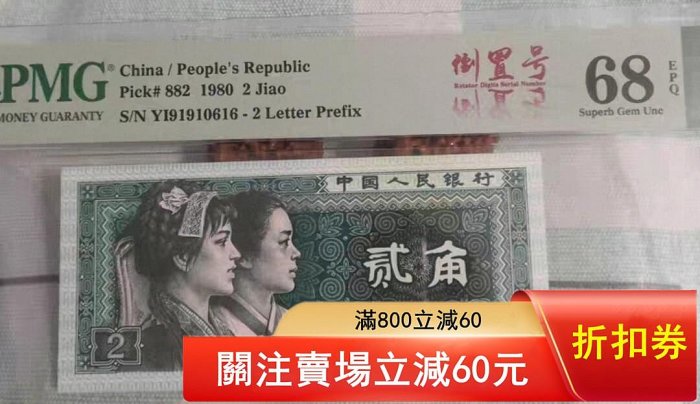 PMG
MONEY GUARANTY
China / People's Republic
Pick# 882 1980 2 Jiao
S/N YI91910616 - 2 Letter Prefix
倒置号
Rotator Digits Serial Number
68
EPQ
Superb Gem Unc
中国人民银行
贰角
2
滿800立減60
關注賣場立減60元
折扣券